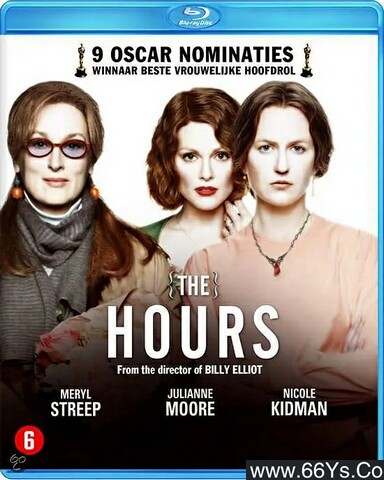 Blu-ray Disc
9 OSCAR NOMINATIES
WINNAAR BESTE VROUWELIJKE HOOFDROL
{THE}
HOURS
From the director of BILLY ELLIOT
MERYL
STREEP
JULIANNE
MOORE
NICOLE
KIDMAN
6
www.66Ys.Co